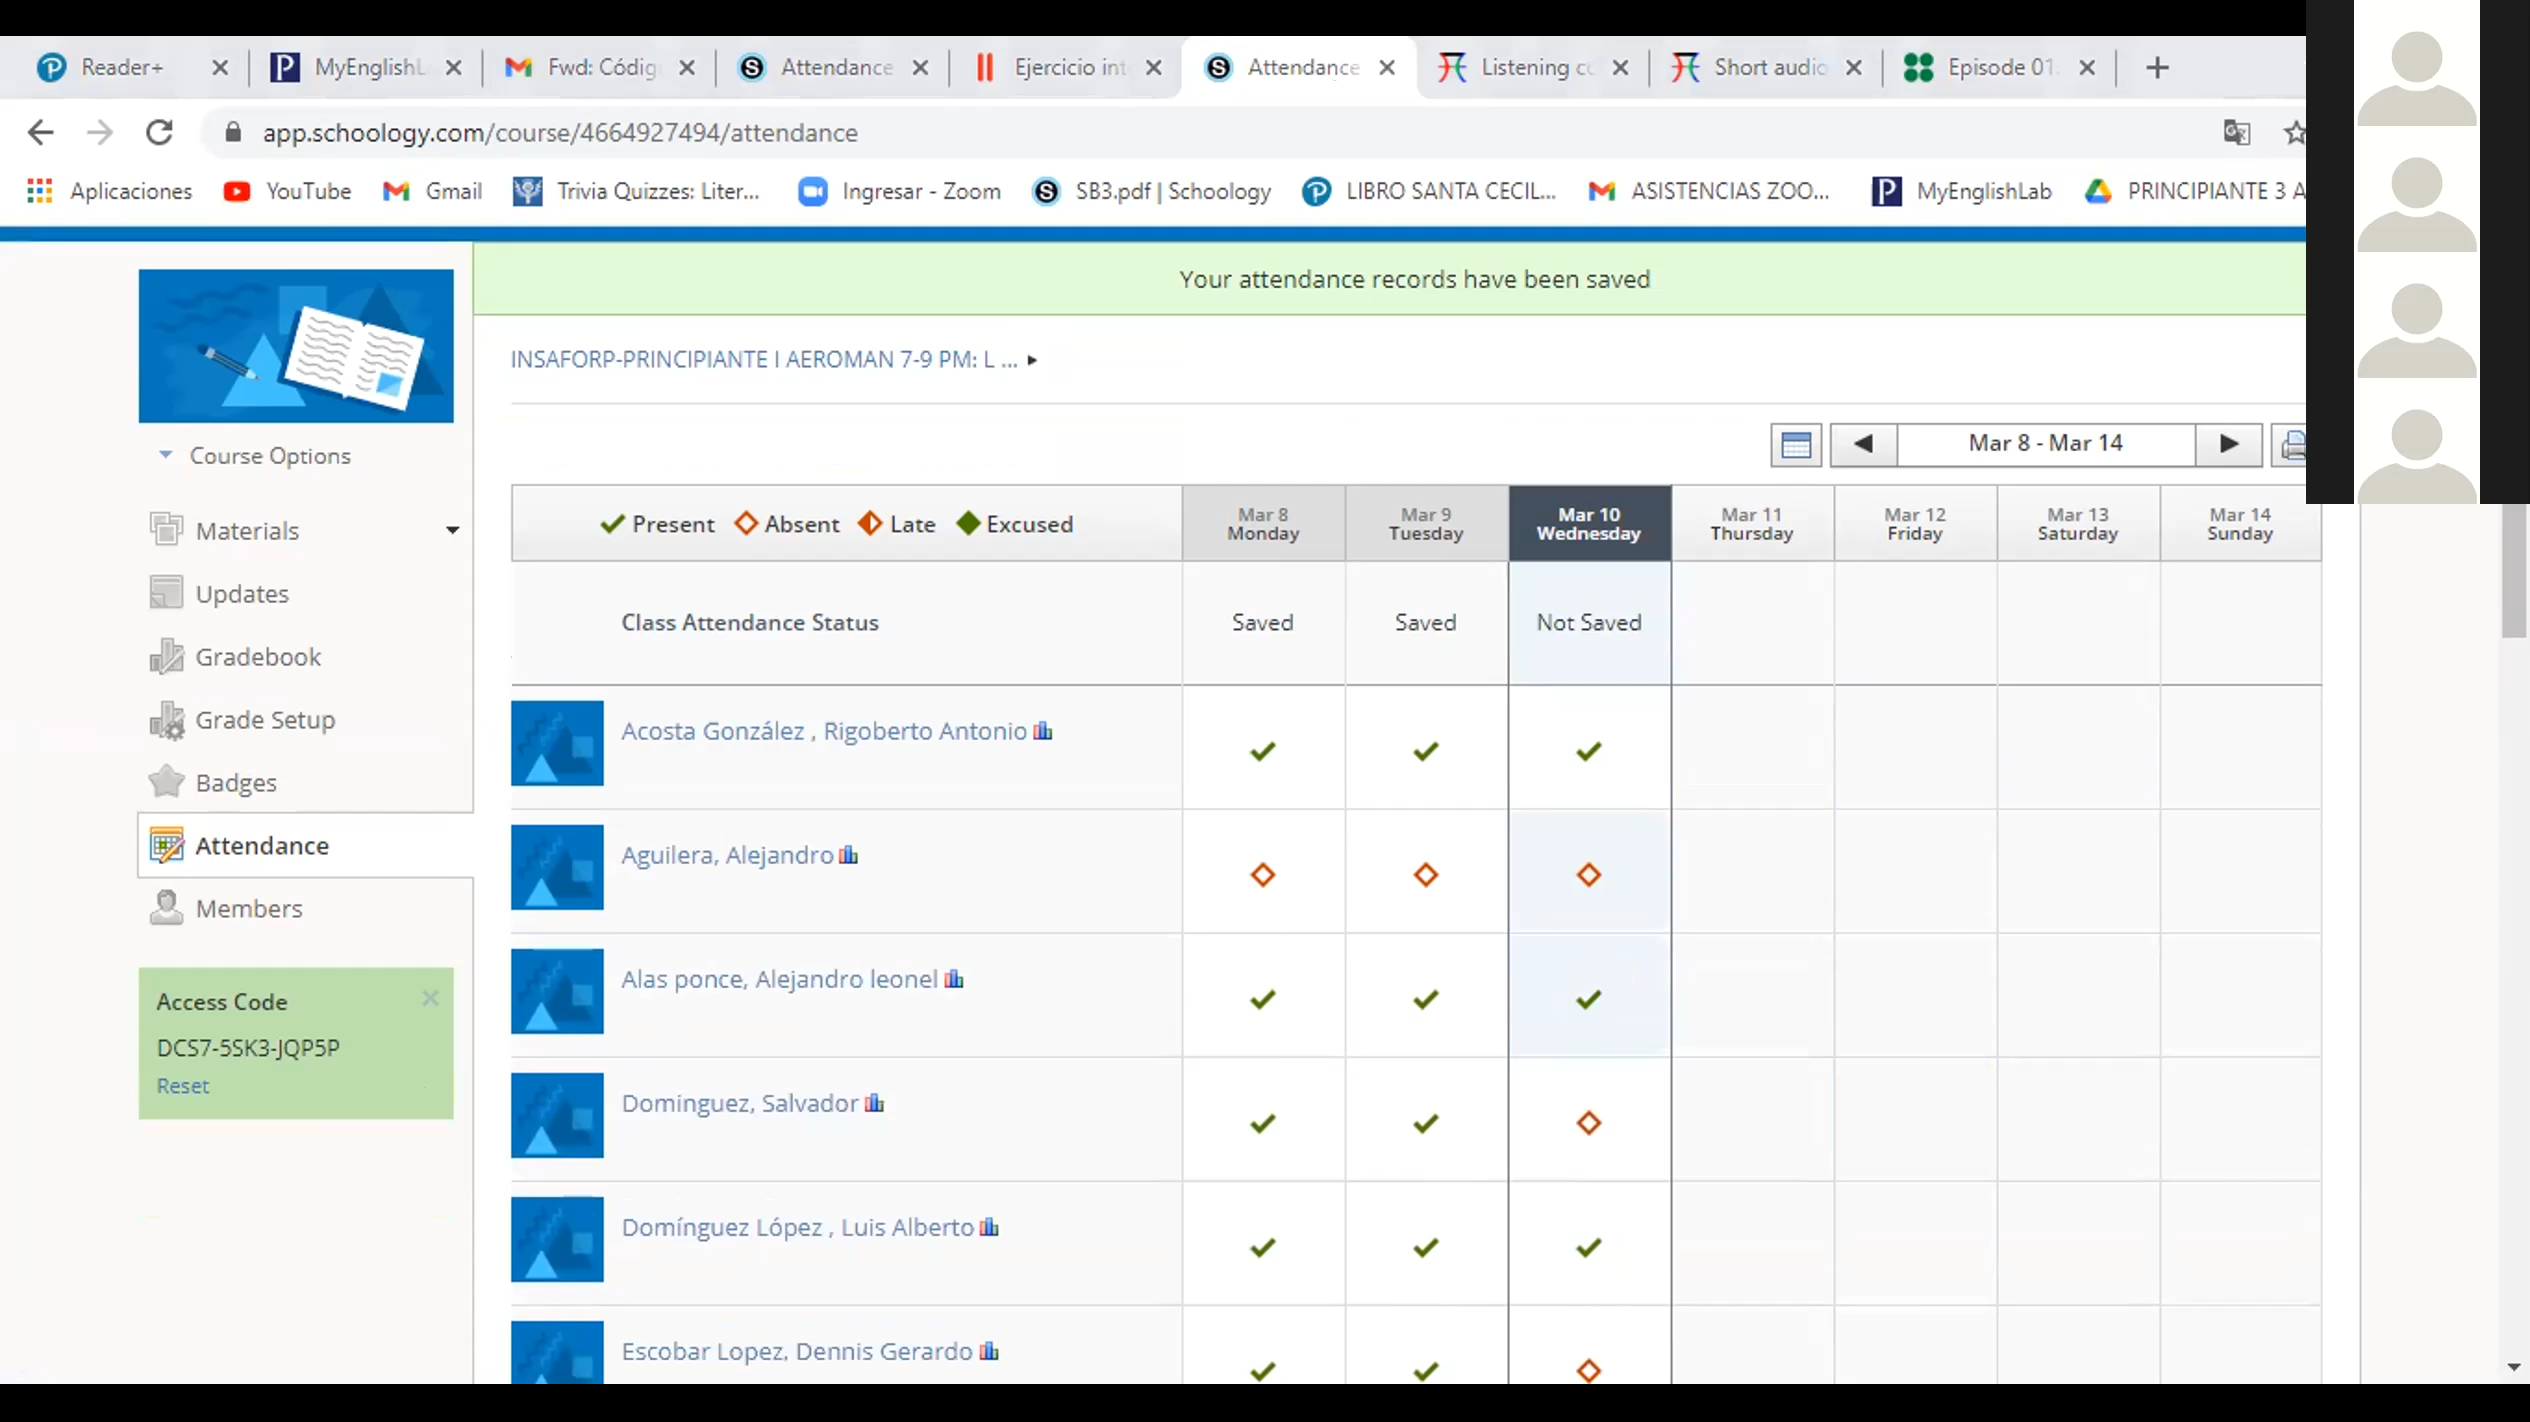 Reader+
MyEnglishL
Fwd: Códig
Attendance
Ejercicio int
Attendance
Listening co
Short audio
Episode 01:
app.schoology.com/course/4664927494/attendance
Aplicaciones
YouTube
Gmail
Trivia Quizzes: Liter...
Ingresar - Zoom
SB3.pdf | Schoology
LIBRO SANTA CECIL...
ASISTENCIAS ZOO...
MyEnglishLab
PRINCIPIANTE 3 A
Your attendance records have been saved
INSAFORP-PRINCIPIANTE I AEROMAN 7-9 PM: L ...
Course Options
Materials
Updates
Gradebook
Grade Setup
Badges
Attendance
Members
Access Code
DCS7-5SK3-JQP5P
Reset
Mar 8 - Mar 14
Present Absent Late Excused
Mar 8 Monday
Mar 9 Tuesday
Mar 10 Wednesday
Mar 11 Thursday
Mar 12 Friday
Mar 13 Saturday
Mar 14 Sunday
Class Attendance Status Saved Saved Not Saved
Acosta González , Rigoberto Antonio
Aguilera, Alejandro
Alas ponce, Alejandro leonel
Dominguez, Salvador
Domínguez López , Luis Alberto
Escobar Lopez, Dennis Gerardo